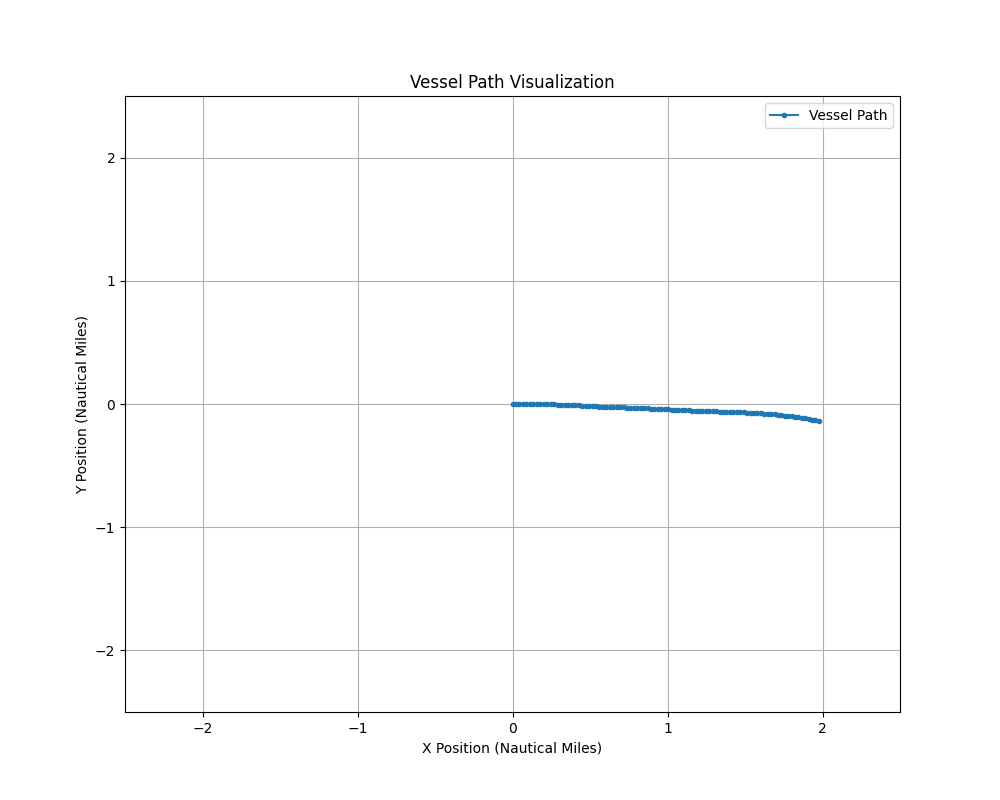 Vessel Path Visualization
Vessel Path
2
1
0
−1
−2
Y Position (Nautical Miles)
−2
−1
0
1
2
X Position (Nautical Miles)